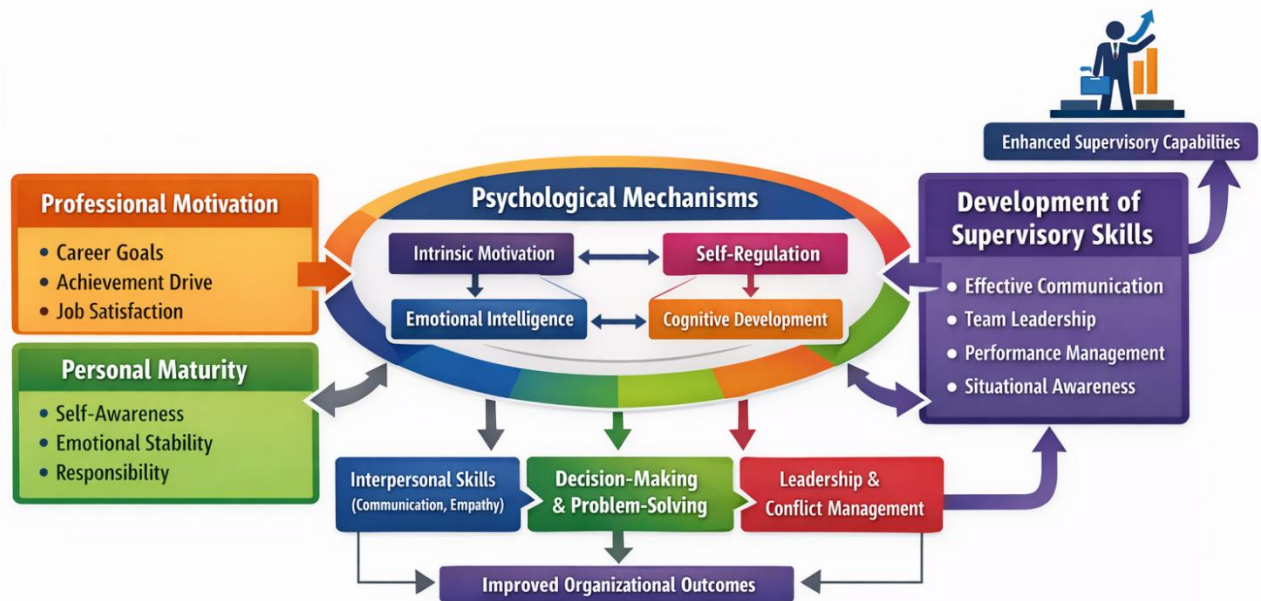 Enhanced Supervisory Capabilities
Professional Motivation
• Career Goals
• Achievement Drive
• Job Satisfaction
Personal Maturity
• Self-Awareness
• Emotional Stability
• Responsibility
Psychological Mechanisms
Intrinsic Motivation
Self-Regulation
Emotional Intelligence
Cognitive Development
Development of
Supervisory Skills
• Effective Communication
• Team Leadership
• Performance Management
• Situational Awareness
Interpersonal Skills
(Communication, Empathy)
Decision-Making
& Problem-Solving
Leadership &
Conflict Management
Improved Organizational Outcomes